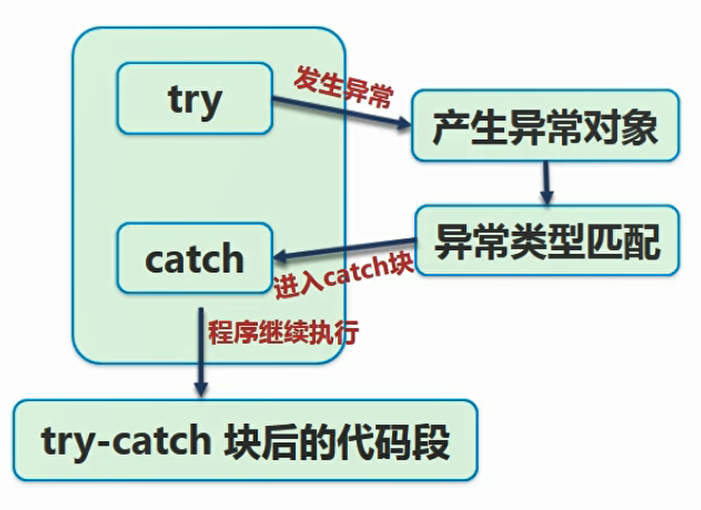 try
发生异常
产生异常对象
异常类型匹配
catch
进入catch块
程序继续执行
try-catch 块后的代码段